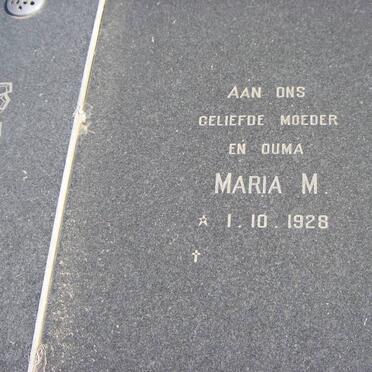 AAN ONS
GELIEFDE MOEDER
EN OUMA
MARIA M.
☆ 1. 10. 1928
✝